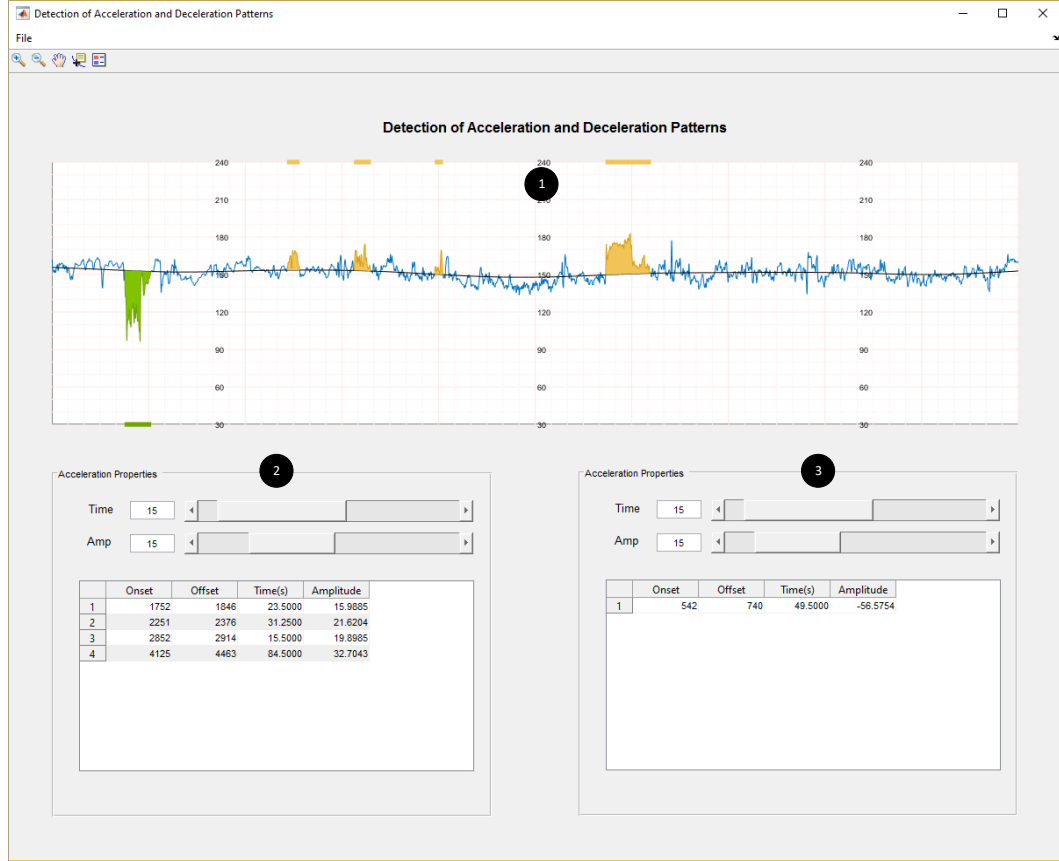 Detection of Acceleration and Deceleration Patterns
File
Detection of Acceleration and Deceleration Patterns
240 240 240
1
210 210 210
180 180 180
150 150 150
120 120 120
90 90 90
60 60 60
30 30 30
Acceleration Properties 2
Time 15
Amp 15
Onset Offset Time(s) Amplitude
1 1752 1846 23.5000 15.9885
2 2251 2376 31.2500 21.6204
3 2852 2914 15.5000 19.8985
4 4125 4463 84.5000 32.7043
Acceleration Properties 3
Time 15
Amp 15
Onset Offset Time(s) Amplitude
1 542 740 49.5000 -56.5754